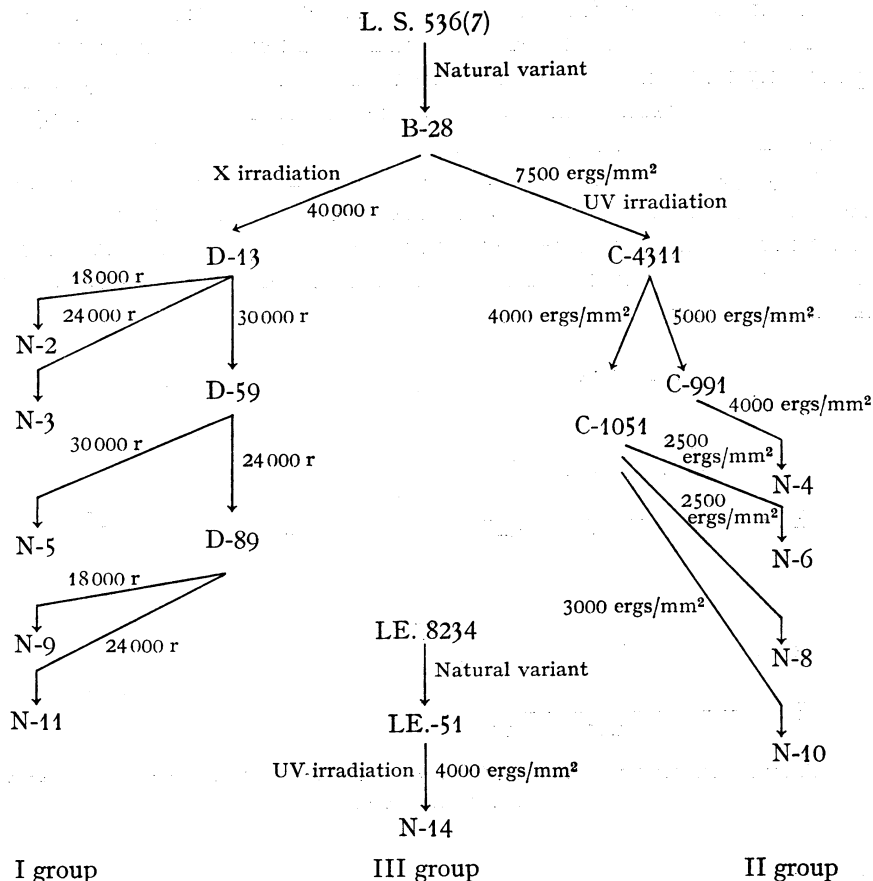 L. S. 536(7)
Natural variant
B-28
X irradiation
40000 r
7500 ergs/mm²
UV irradiation
D-13
C-4311
18000 r
24000 r
30000 r
4000 ergs/mm²
5000 ergs/mm²
N-2
N-3
D-59
C-991
4000 ergs/mm²
C-1051
30000 r
24000 r
2500
ergs/mm²
N-4
2500
ergs/mm²
N-5
D-89
N-6
18000 r
24000 r
3000 ergs/mm²
N-9
LE. 8234
N-8
Natural variant
N-11
LE.-51
N-10
UV irradiation
4000 ergs/mm²
N-14
I group
III group
II group